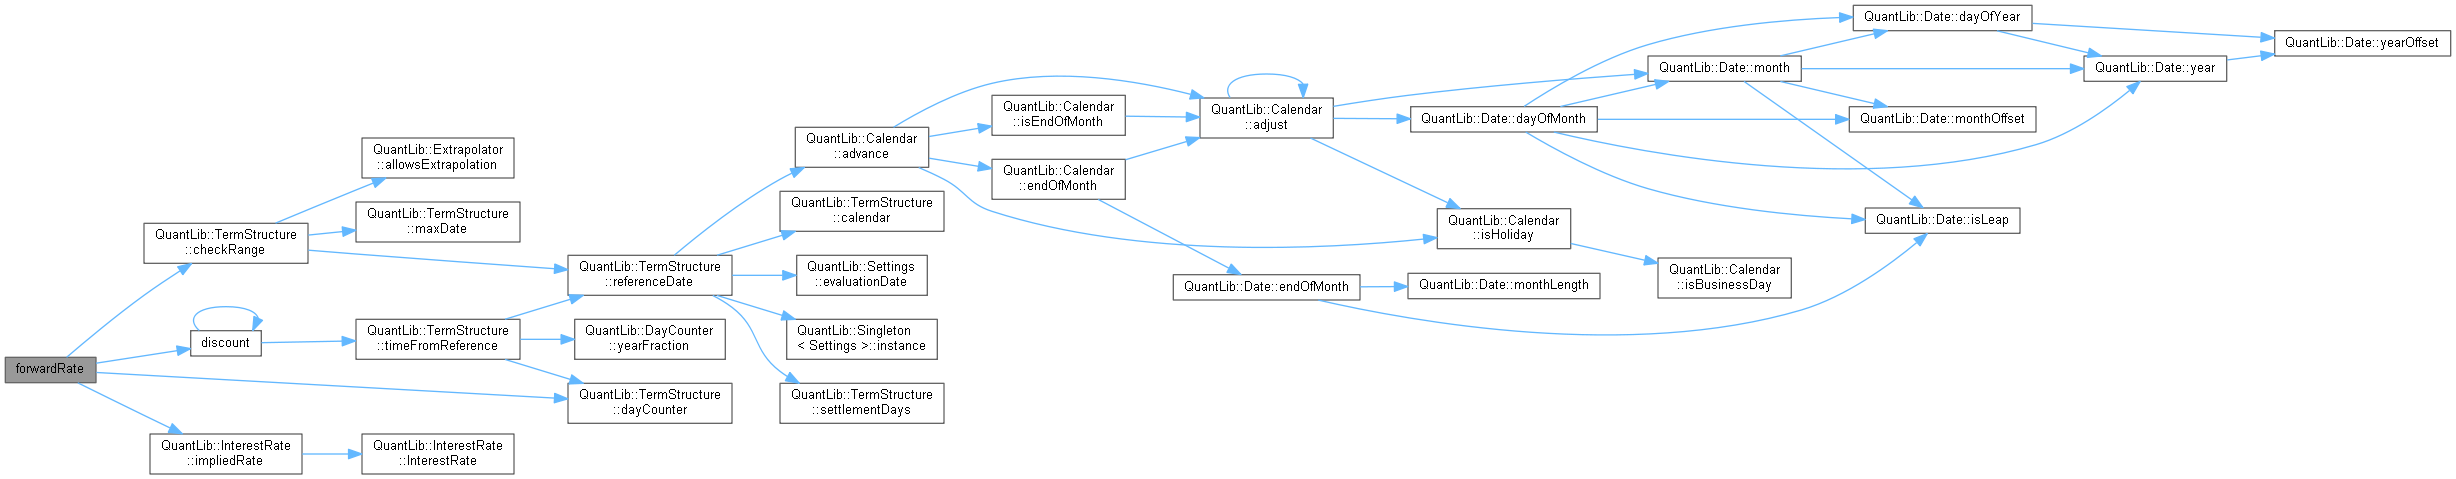 forwardRate
QuantLib::TermStructure
::checkRange
discount
QuantLib::InterestRate
::impliedRate
QuantLib::Extrapolator
::allowsExtrapolation
QuantLib::TermStructure
::maxDate
QuantLib::TermStructure
::timeFromReference
QuantLib::InterestRate
::InterestRate
QuantLib::TermStructure
::referenceDate
QuantLib::DayCounter
::yearFraction
QuantLib::TermStructure
::dayCounter
QuantLib::Calendar
::advance
QuantLib::TermStructure
::calendar
QuantLib::Settings
::evaluationDate
QuantLib::Singleton
< Settings >::instance
QuantLib::TermStructure
::settlementDays
QuantLib::Calendar
::isEndOfMonth
QuantLib::Calendar
::endOfMonth
QuantLib::Calendar
::adjust
QuantLib::Date::endOfMonth
QuantLib::Date::dayOfMonth
QuantLib::Calendar
::isHoliday
QuantLib::Date::monthLength
QuantLib::Date::month
QuantLib::Calendar
::isBusinessDay
QuantLib::Date::dayOfYear
QuantLib::Date::monthOffset
QuantLib::Date::isLeap
QuantLib::Date::year
QuantLib::Date::yearOffset